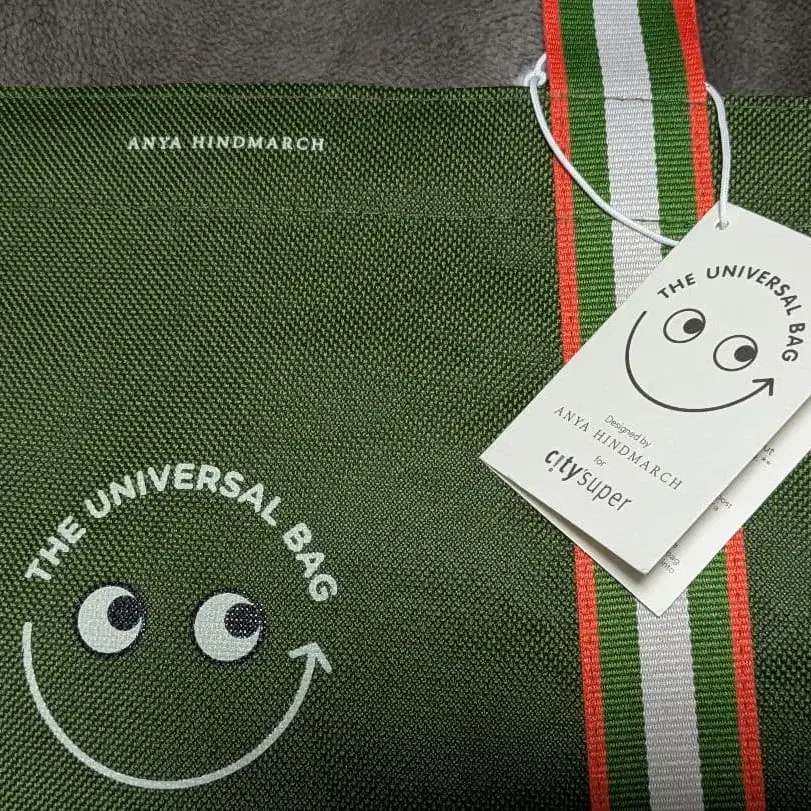 ANYA HINDMARCH
THE UNIVERSAL BAG
THE UNIVERSAL BAG
Designed by
ANYA HINDMARCH
for
city'super